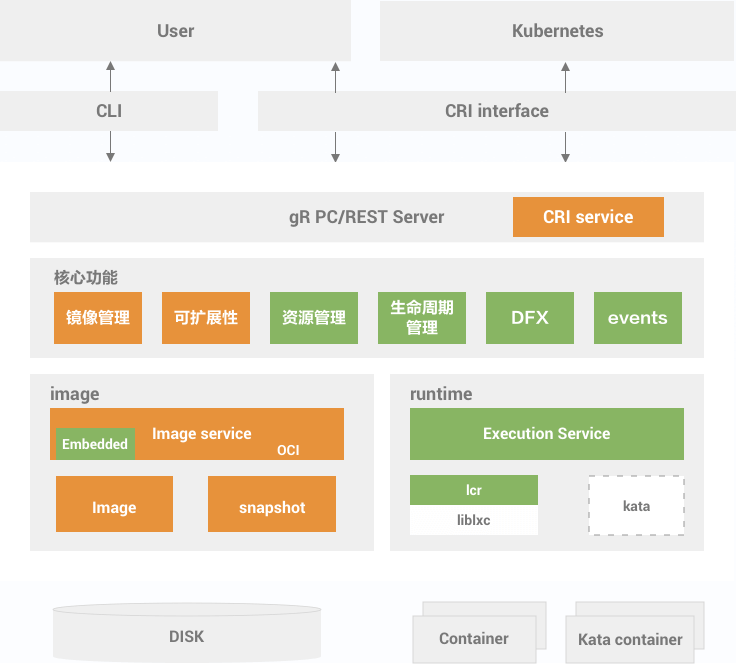 User
Kubernetes
CLI
CRI interface
gR PC/REST Server
CRI service
核心功能
镜像管理
可扩展性
资源管理
生命周期
管理
DFX
events
image
Image service
Embedded
OCI
Image
snapshot
runtime
Execution Service
lcr
liblxc
kata
DISK
Container
Kata container